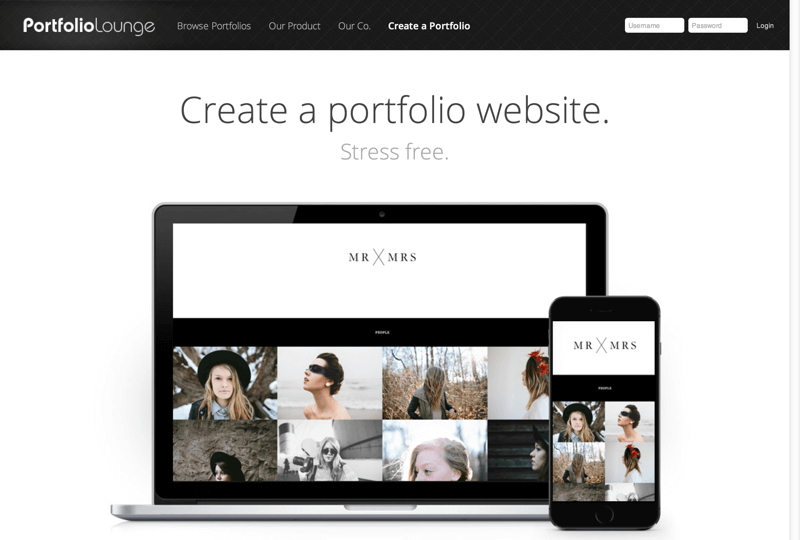 PortfolioLounge
Browse Portfolios
Our Product
Our Co.
Create a Portfolio
Username
Password
Login
Create a portfolio website.
Stress free.
MR X MRS
PEOPLE
MR X MRS
PEOPLE